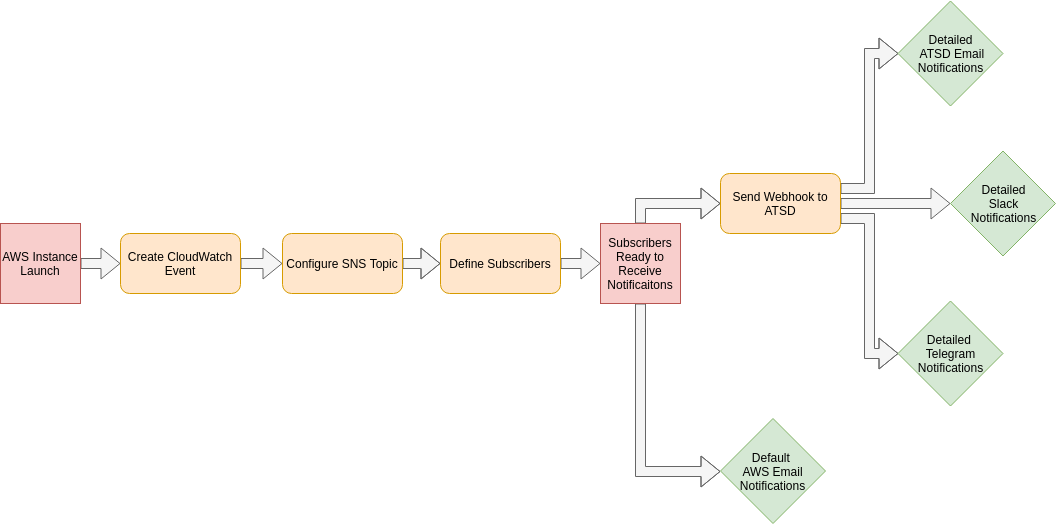 AWS Instance
Launch
Create CloudWatch
Event
Configure SNS Topic
Define Subscribers
Subscribers
Ready to
Receive
Notificaitons
Send Webhook to
ATSD
Detailed
ATSD Email
Notifications
Detailed
Slack
Notifications
Detailed
Telegram
Notifications
Default
AWS Email
Notifications